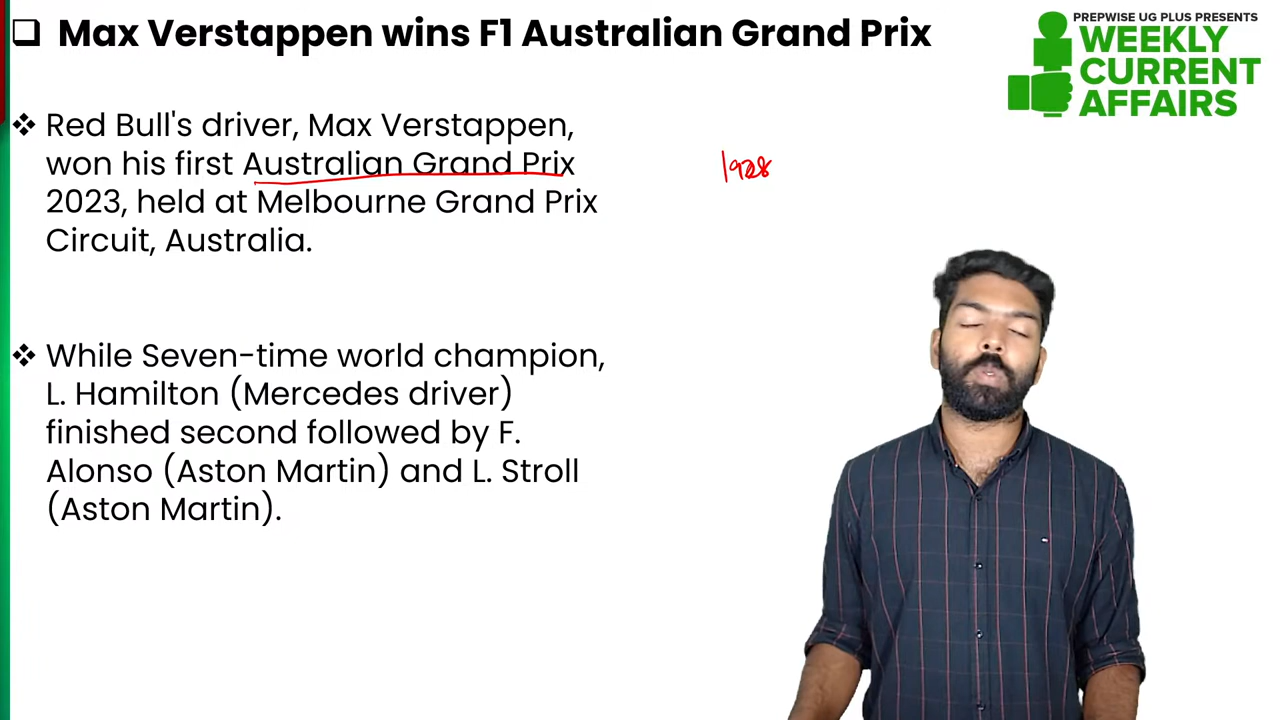 ❑ Max Verstappen wins F1 Australian Grand Prix
PREPWISE UG PLUS PRESENTS
WEEKLY
CURRENT
AFFAIRS
❖ Red Bull's driver, Max Verstappen,
won his first Australian Grand Prix
2023, held at Melbourne Grand Prix
Circuit, Australia.
1928
❖ While Seven-time world champion,
L. Hamilton (Mercedes driver)
finished second followed by F.
Alonso (Aston Martin) and L. Stroll
(Aston Martin).